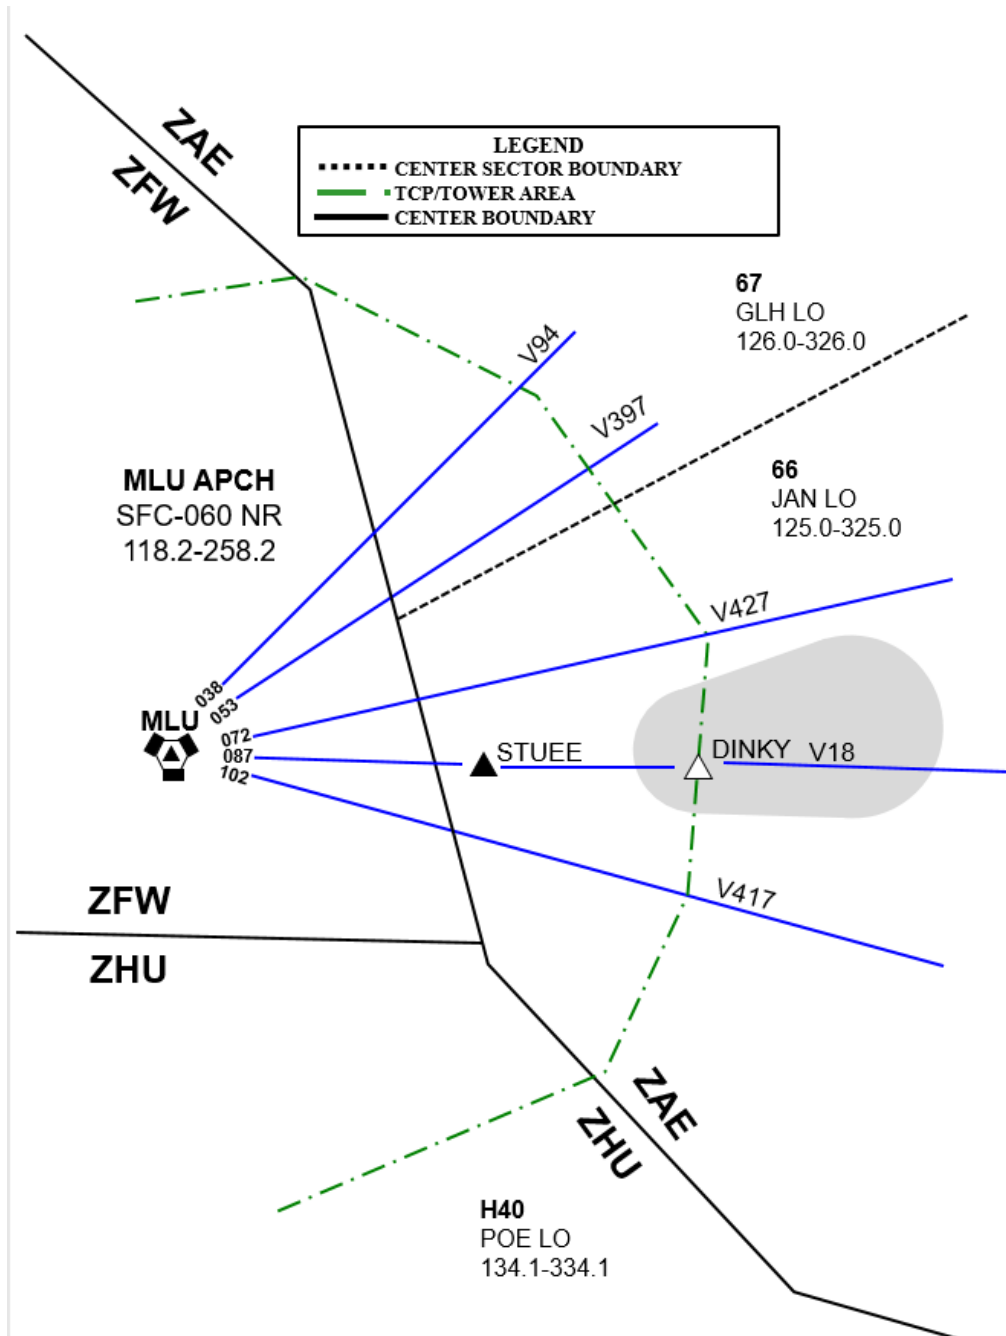 ZAE
ZFW
LEGEND
CENTER SECTOR BOUNDARY
TCP/TOWER AREA
CENTER BOUNDARY
67
GLH LO
126.0-326.0
V94
V397
MLU APCH
SFC-060 NR
118.2-258.2
66
JAN LO
125.0-325.0
V427
038
053
MLU
072
087
102
STUEE
DINKY
V18
V417
ZFW
ZHU
ZAE
ZHU
H40
POE LO
134.1-334.1